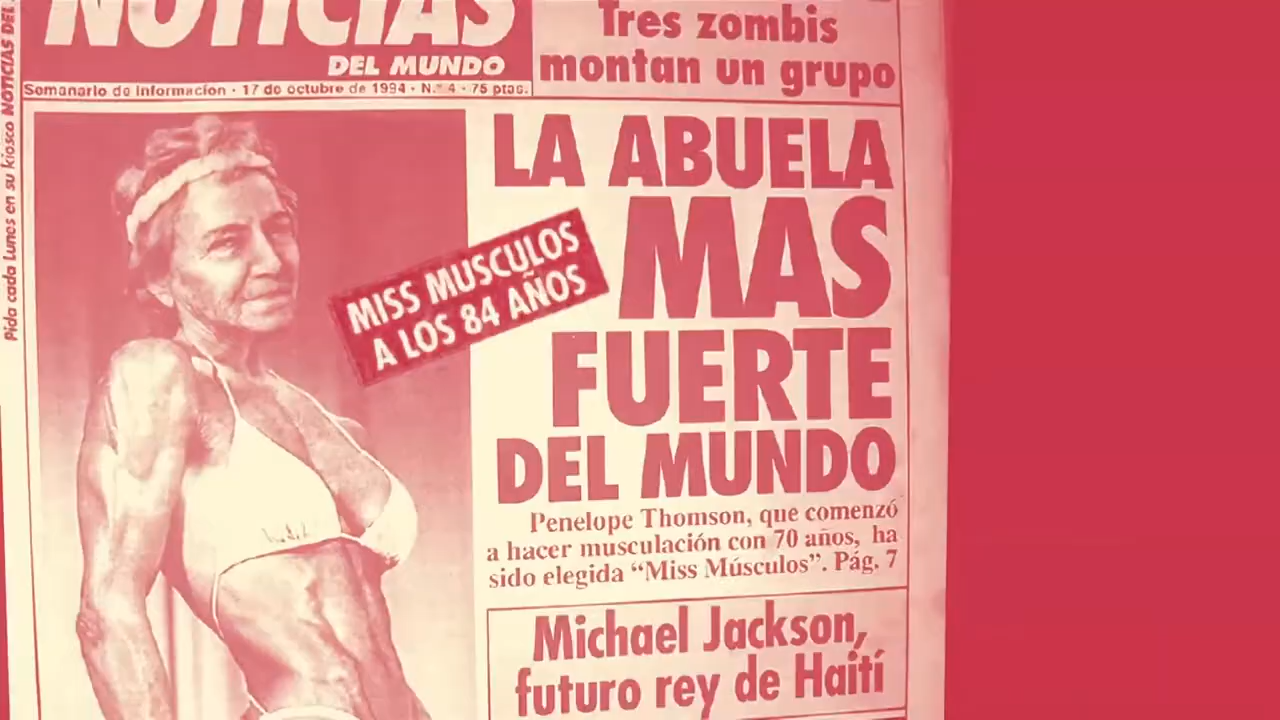 NOTICIAS
DEL MUNDO
Semanario de Información · 17 de octubre de 1994 · N.º 4 · 75 ptas.
Tres zombis
montan un grupo
Pida cada Lunes en su kiosco NOTICIAS DEL
LA ABUELA
MAS
FUERTE
DEL MUNDO
MISS MUSCULOS
A LOS 84 AÑOS
Penelope Thomson, que comenzó
a hacer musculación con 70 años, ha
sido elegida “Miss Músculos”. Pág. 7
Michael Jackson,
futuro rey de Haití